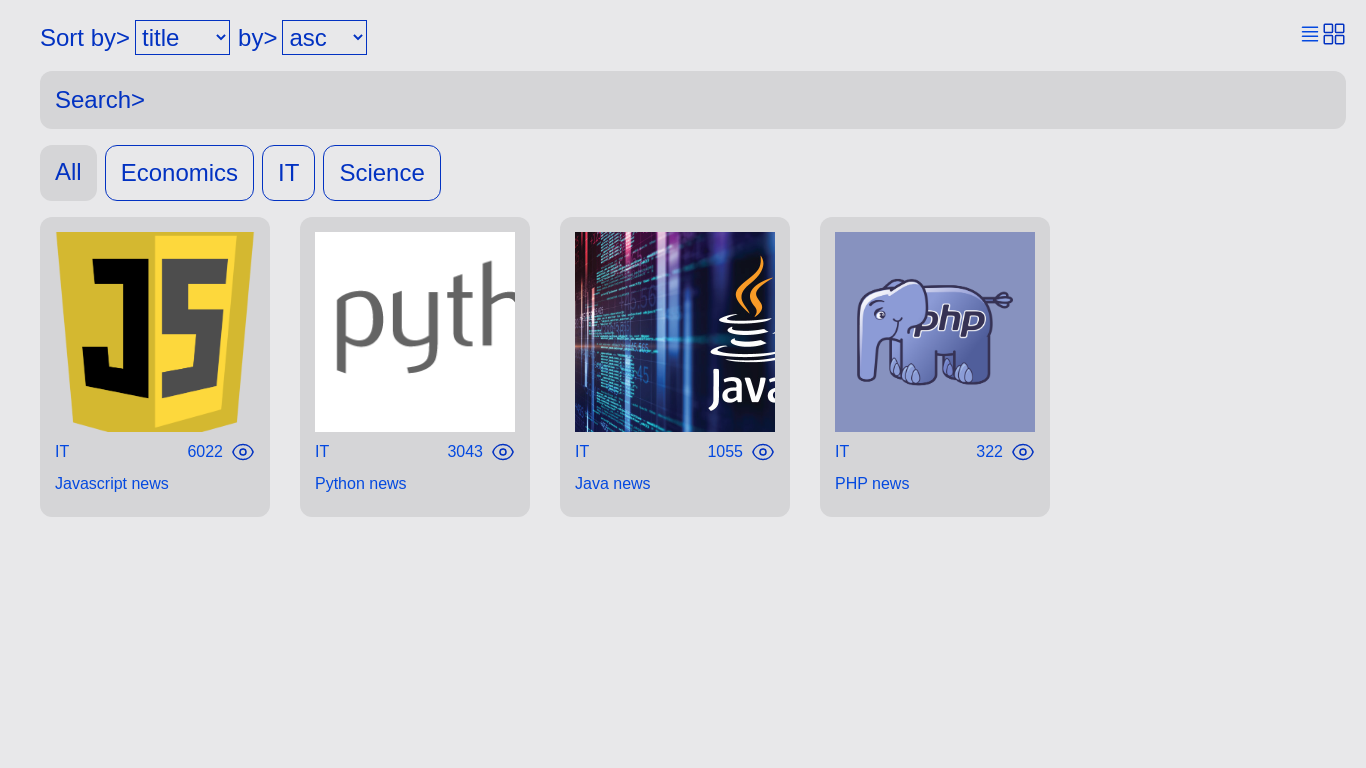 Sort by> title by> asc
Search>
All Economics IT Science
JS
pyth
Java
php
IT 6022
Javascript news
IT 3043
Python news
IT 1055
Java news
IT 322
PHP news